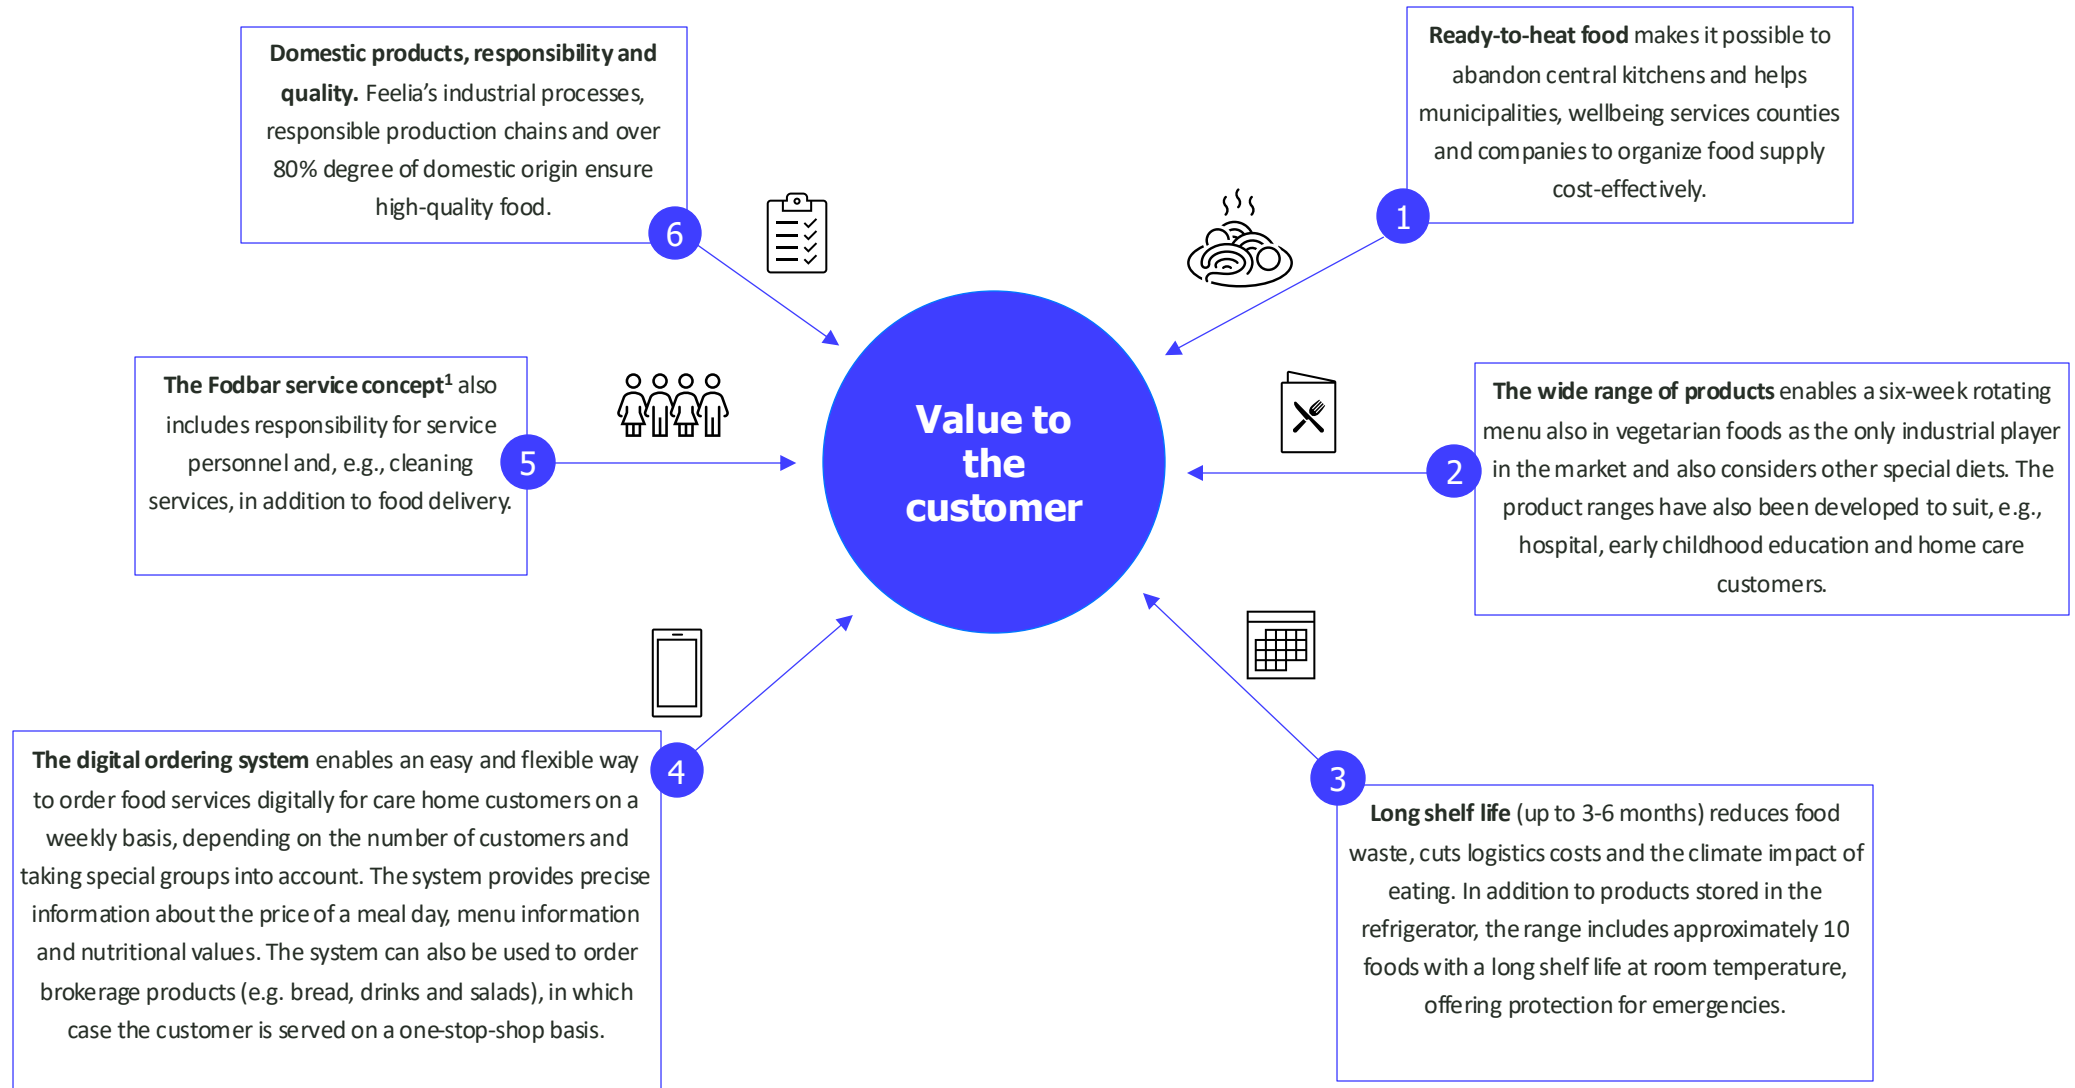 Value to
the
customer
1
Ready-to-heat food makes it possible to
abandon central kitchens and helps
municipalities, wellbeing services counties
and companies to organize food supply
cost-effectively.
2
The wide range of products enables a six-week rotating
menu also in vegetarian foods as the only industrial player
in the market and also considers other special diets. The
product ranges have also been developed to suit, e.g.,
hospital, early childhood education and home care
customers.
3
Long shelf life (up to 3-6 months) reduces food
waste, cuts logistics costs and the climate impact of
eating. In addition to products stored in the
refrigerator, the range includes approximately 10
foods with a long shelf life at room temperature,
offering protection for emergencies.
4
The digital ordering system enables an easy and flexible way
to order food services digitally for care home customers on a
weekly basis, depending on the number of customers and
taking special groups into account. The system provides precise
information about the price of a meal day, menu information
and nutritional values. The system can also be used to order
brokerage products (e.g. bread, drinks and salads), in which
case the customer is served on a one-stop-shop basis.
5
The Fodbar service concept¹ also
includes responsibility for service
personnel and, e.g., cleaning
services, in addition to food delivery.
6
Domestic products, responsibility and
quality. Feelia's industrial processes,
responsible production chains and over
80% degree of domestic origin ensure
high-quality food.